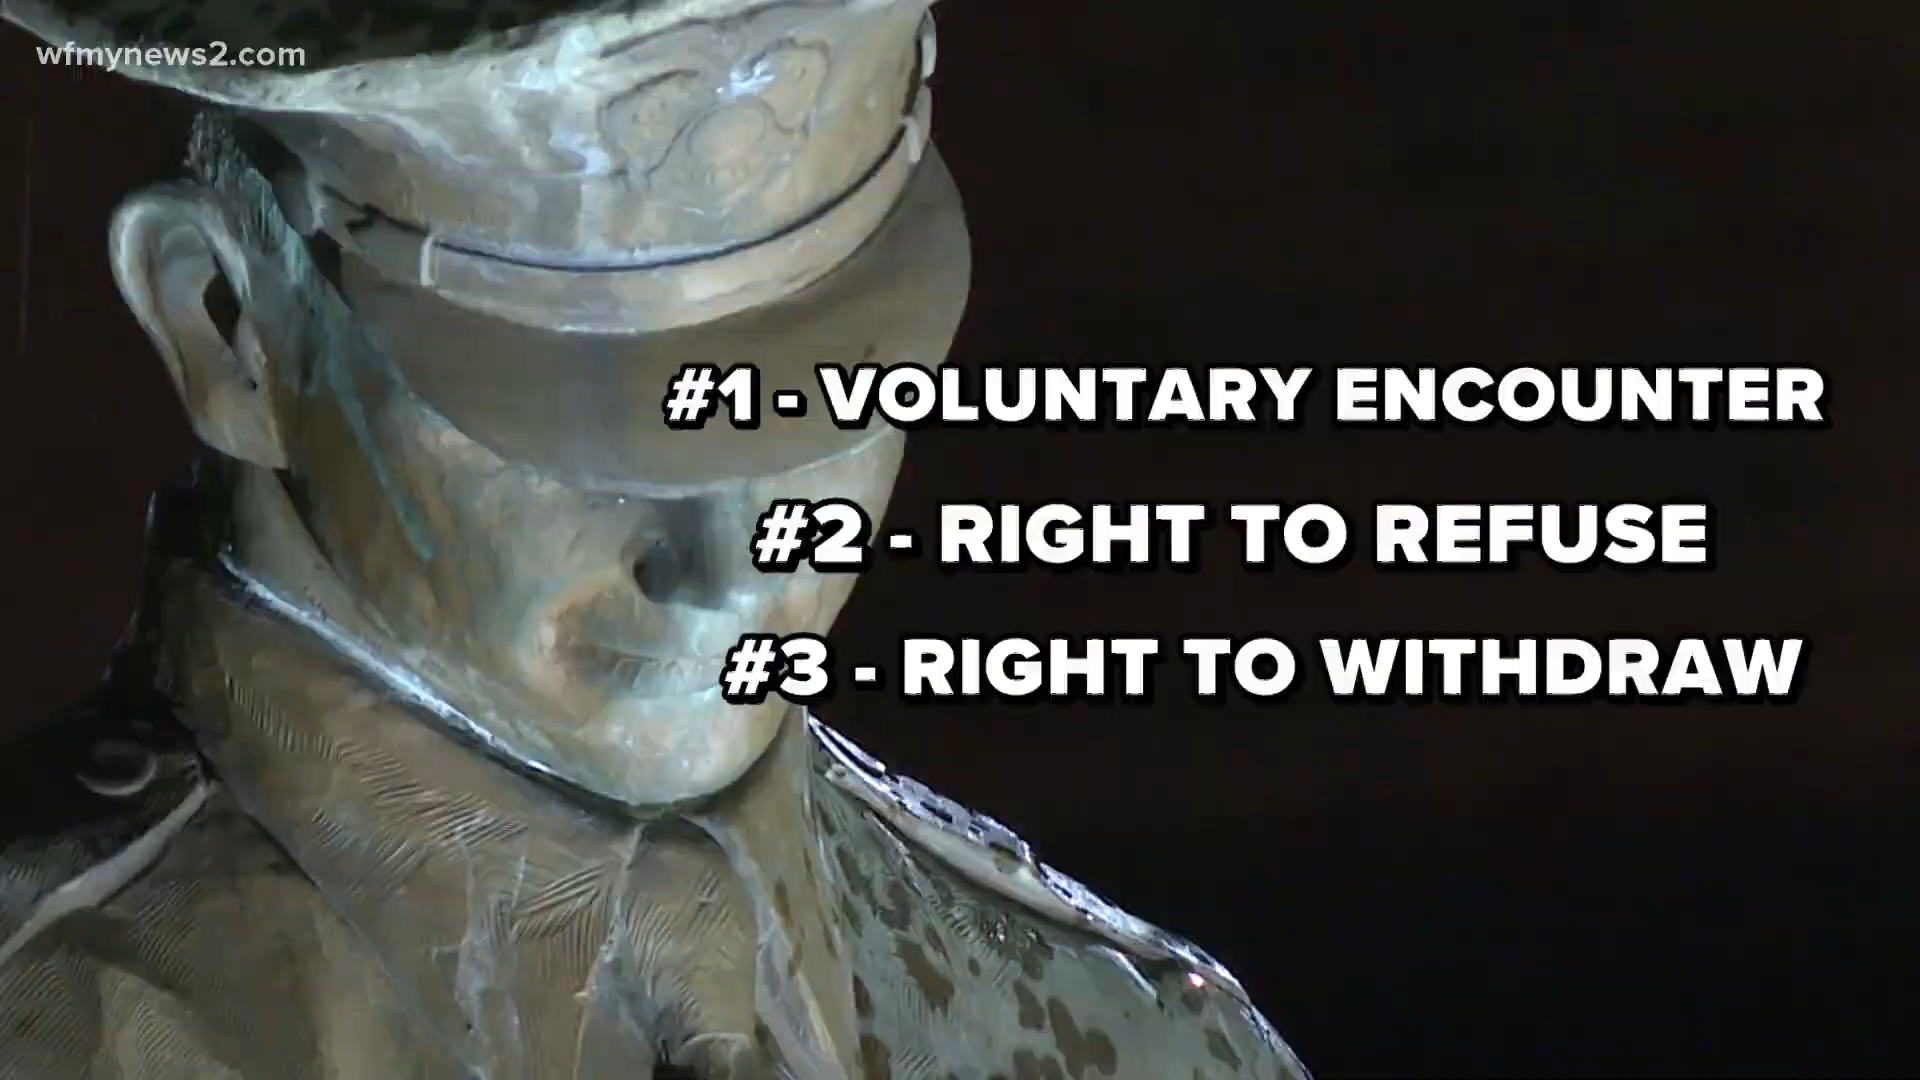 wfmynews2.com
#1 - VOLUNTARY ENCOUNTER
#2 - RIGHT TO REFUSE
#3 - RIGHT TO WITHDRAW